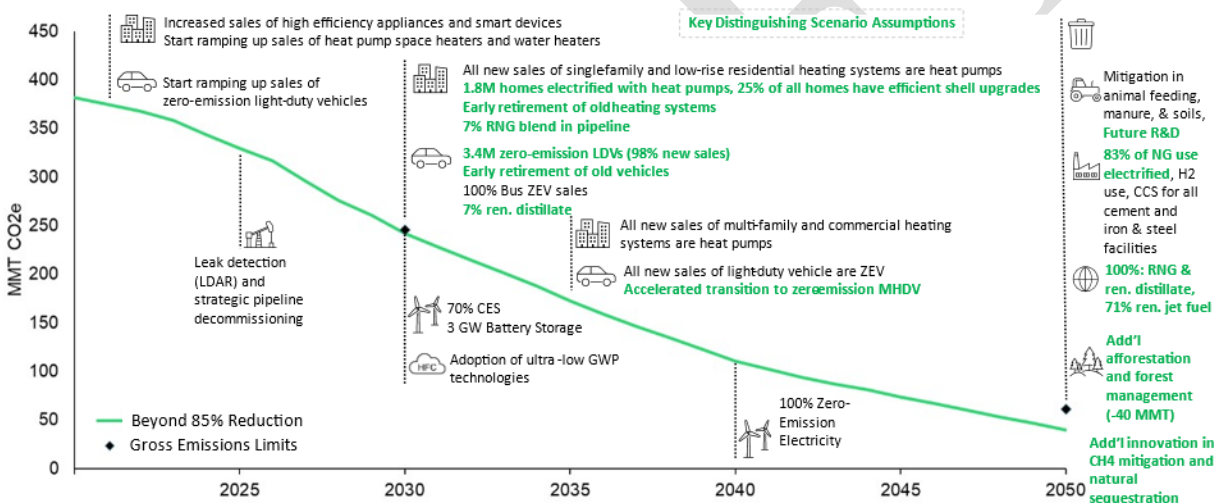 Key Distinguishing Scenario Assumptions
MMT CO2e
450
400
350
300
250
200
150
100
50
0
Increased sales of high efficiency appliances and smart devices
Start ramping up sales of heat pump space heaters and water heaters
Start ramping up sales of
zero-emission light-duty vehicles
Leak detection
(LDAR) and
strategic pipeline
decommissioning
All new sales of singlefamily and low-rise residential heating systems are heat pumps
1.8M homes electrified with heat pumps, 25% of all homes have efficient shell upgrades
Early retirement of oldheating systems
7% RNG blend in pipeline
3.4M zero-emission LDVs (98% new sales)
Early retirement of old vehicles
100% Bus ZEV sales
7% ren. distillate
70% CES
3 GW Battery Storage
HFC
Adoption of ultra-low GWP
technologies
All new sales of multi-family and commercial heating
systems are heat pumps
All new sales of light-duty vehicle are ZEV
Accelerated transition to zeroemission MHDV
100% Zero-
Emission
Electricity
Mitigation in
animal feeding,
manure, & soils,
Future R&D
83% of NG use
electrified, H2
use, CCS for all
cement and
iron & steel
facilities
100%: RNG &
ren. distillate,
71% ren. jet fuel
Add'l
afforestation
and forest
management
(-40 MMT)
Add'l innovation in
CH4 mitigation and
natural
sequestration
Beyond 85% Reduction
Gross Emissions Limits
2025
2030
2035
2040
2045
2050